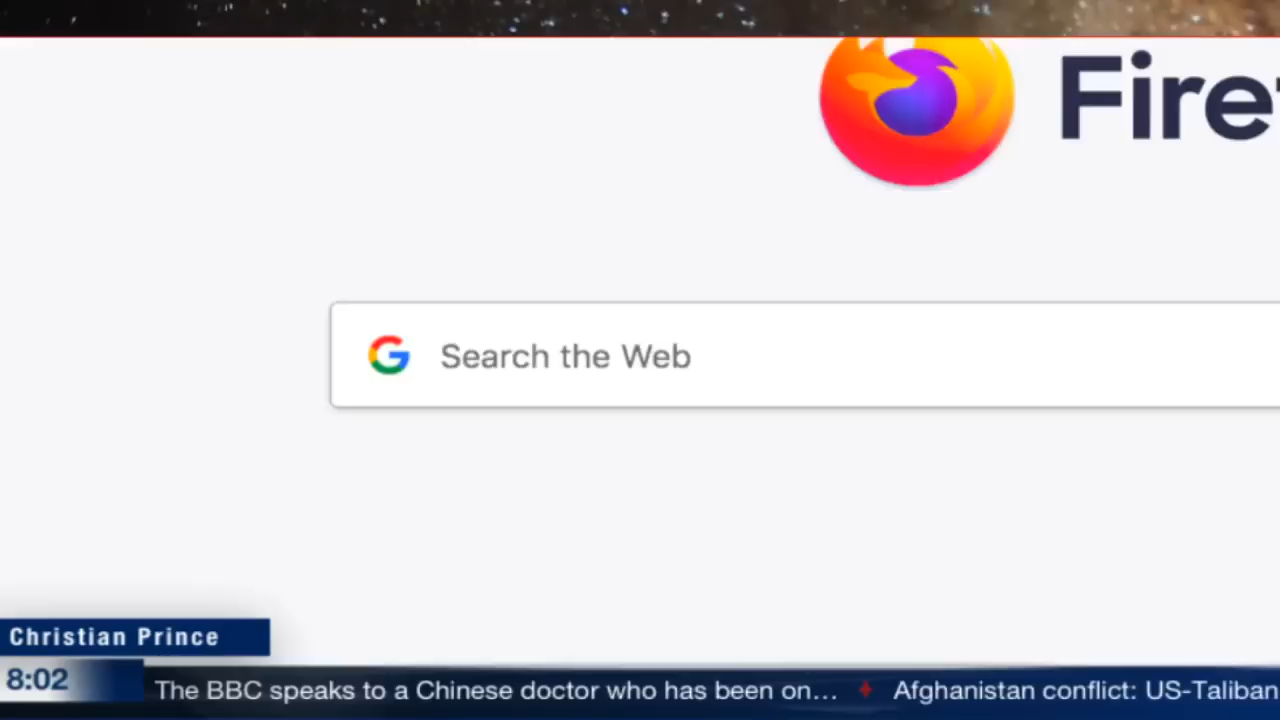 Firef
Search the Web
Christian Prince
8:02
The BBC speaks to a Chinese doctor who has been on… ♦ Afghanistan conflict: US-Taliban